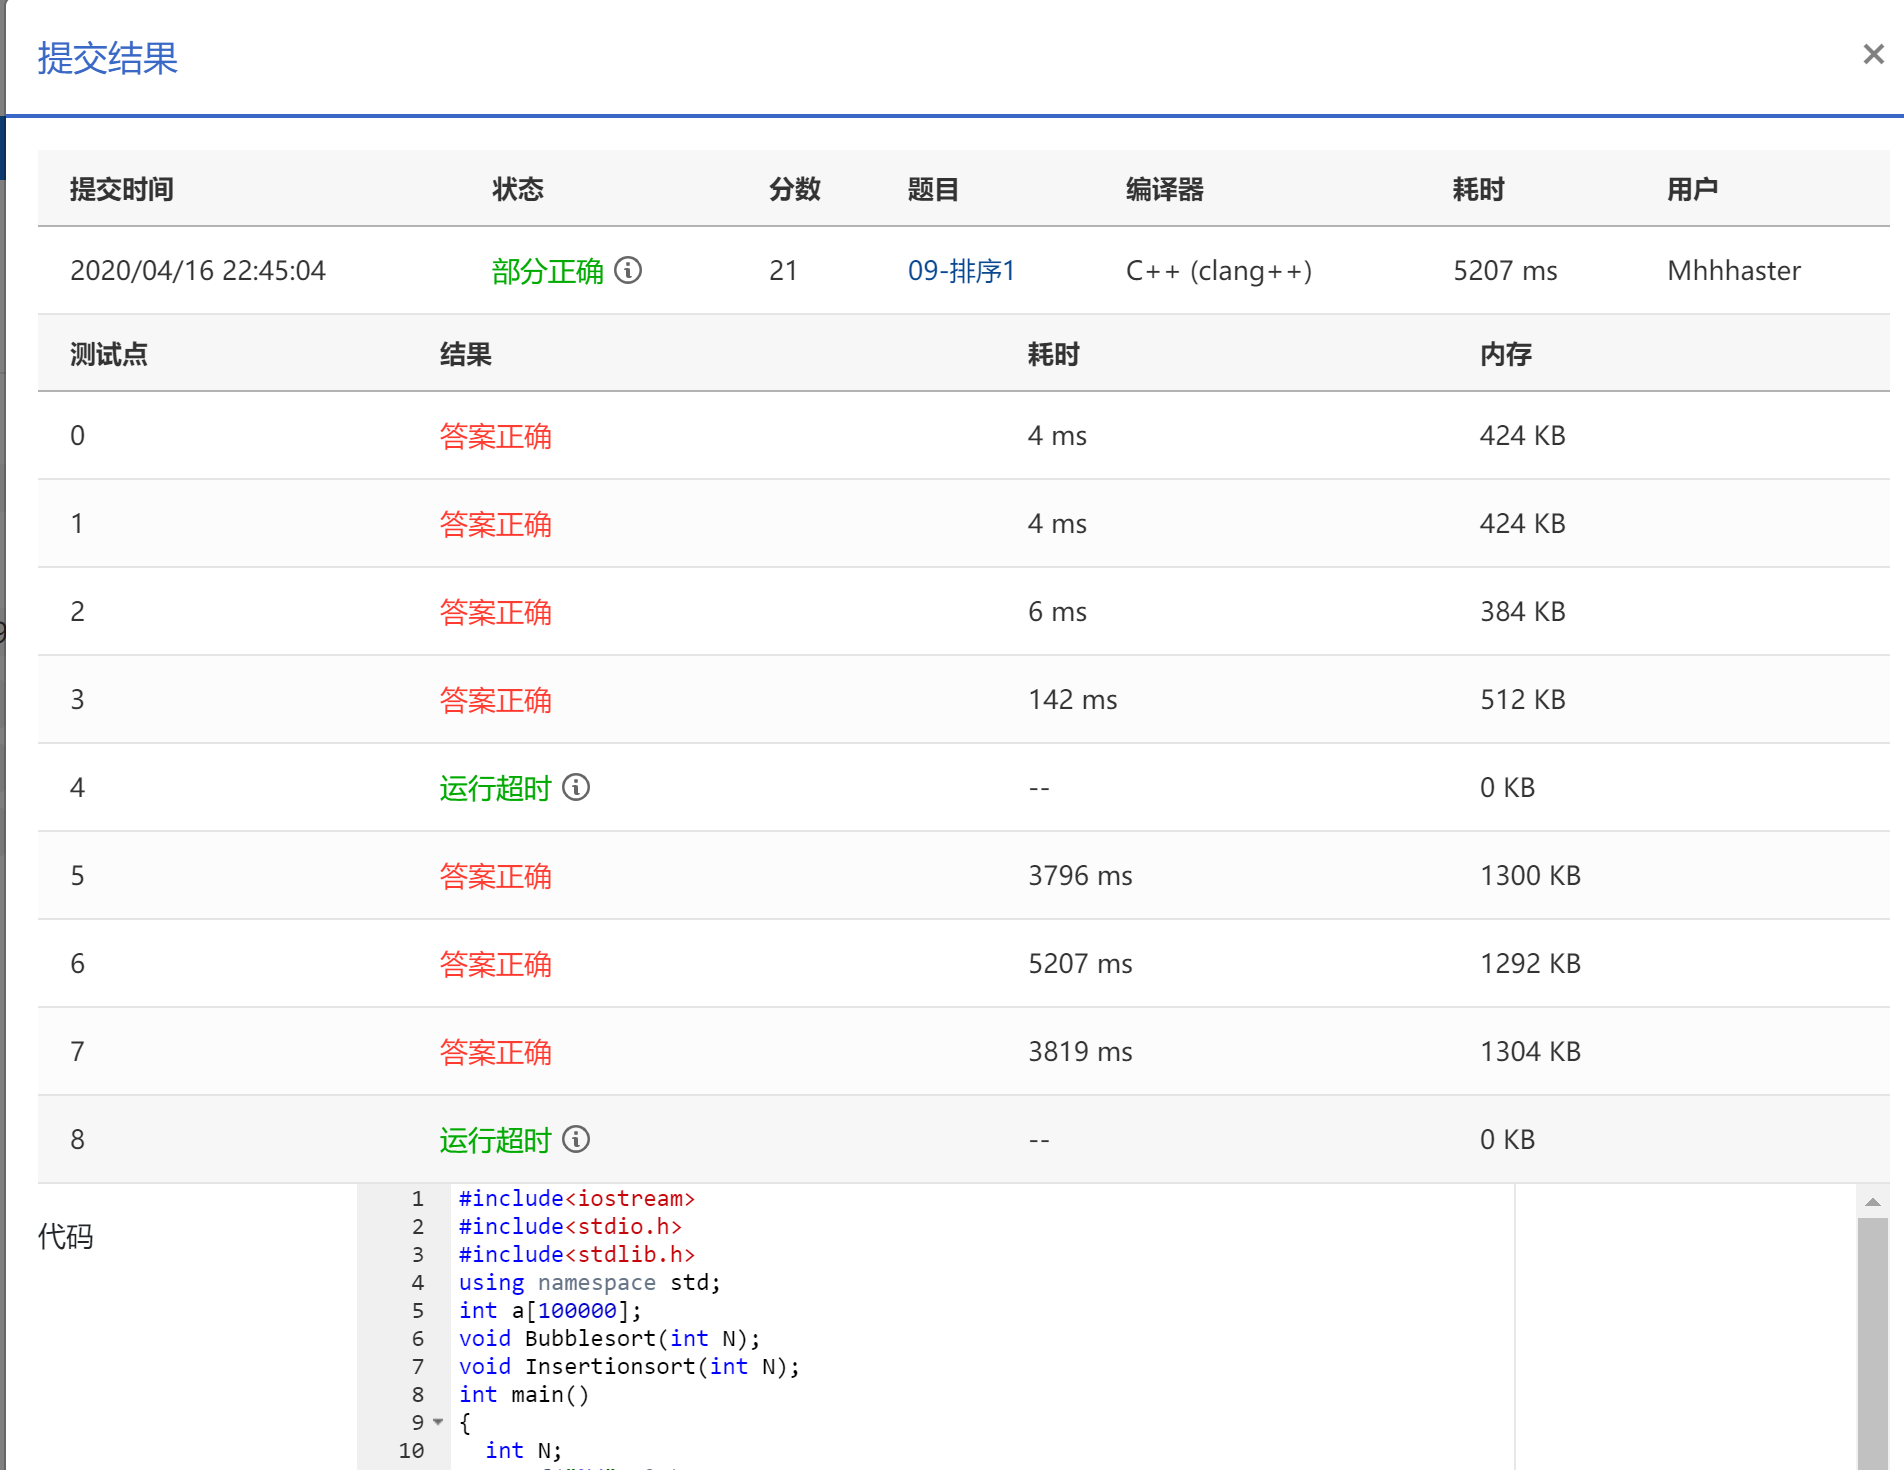 提交结果
×
提交时间 状态 分数 题目 编译器 耗时 用户
2020/04/16 22:45:04 部分正确 21 09-排序1 C++ (clang++) 5207 ms Mhhhaster
测试点 结果 耗时 内存
0 答案正确 4 ms 424 KB
1 答案正确 4 ms 424 KB
2 答案正确 6 ms 384 KB
3 答案正确 142 ms 512 KB
4 运行超时 -- 0 KB
5 答案正确 3796 ms 1300 KB
6 答案正确 5207 ms 1292 KB
7 答案正确 3819 ms 1304 KB
8 运行超时 -- 0 KB
代码
1 #include<iostream>
2 #include<stdio.h>
3 #include<stdlib.h>
4 using namespace std;
5 int a[100000];
6 void Bubblesort(int N);
7 void Insertionsort(int N);
8 int main()
9 {
10 int N;